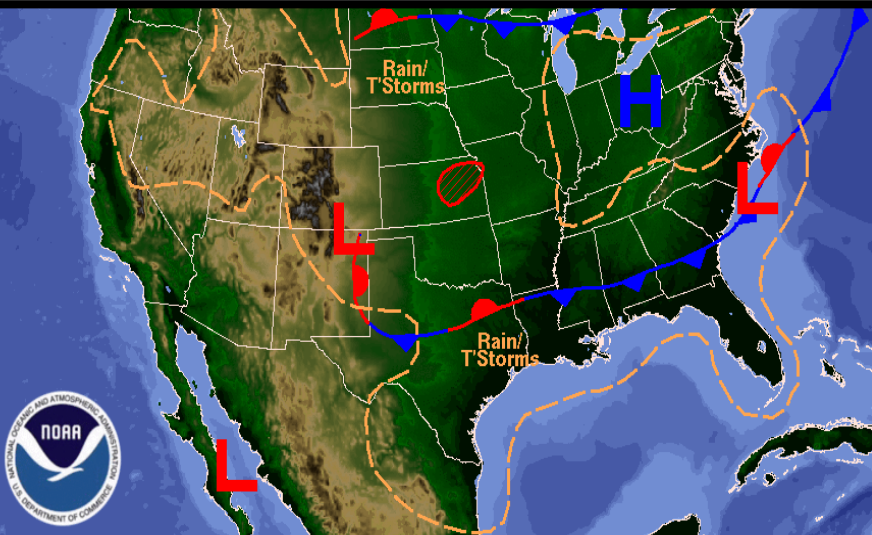 Rain/
T'Storms
H
L
L
Rain/
T'Storms
L
NATIONAL OCEANIC AND ATMOSPHERIC ADMINISTRATION
NOAA
U.S. DEPARTMENT OF COMMERCE